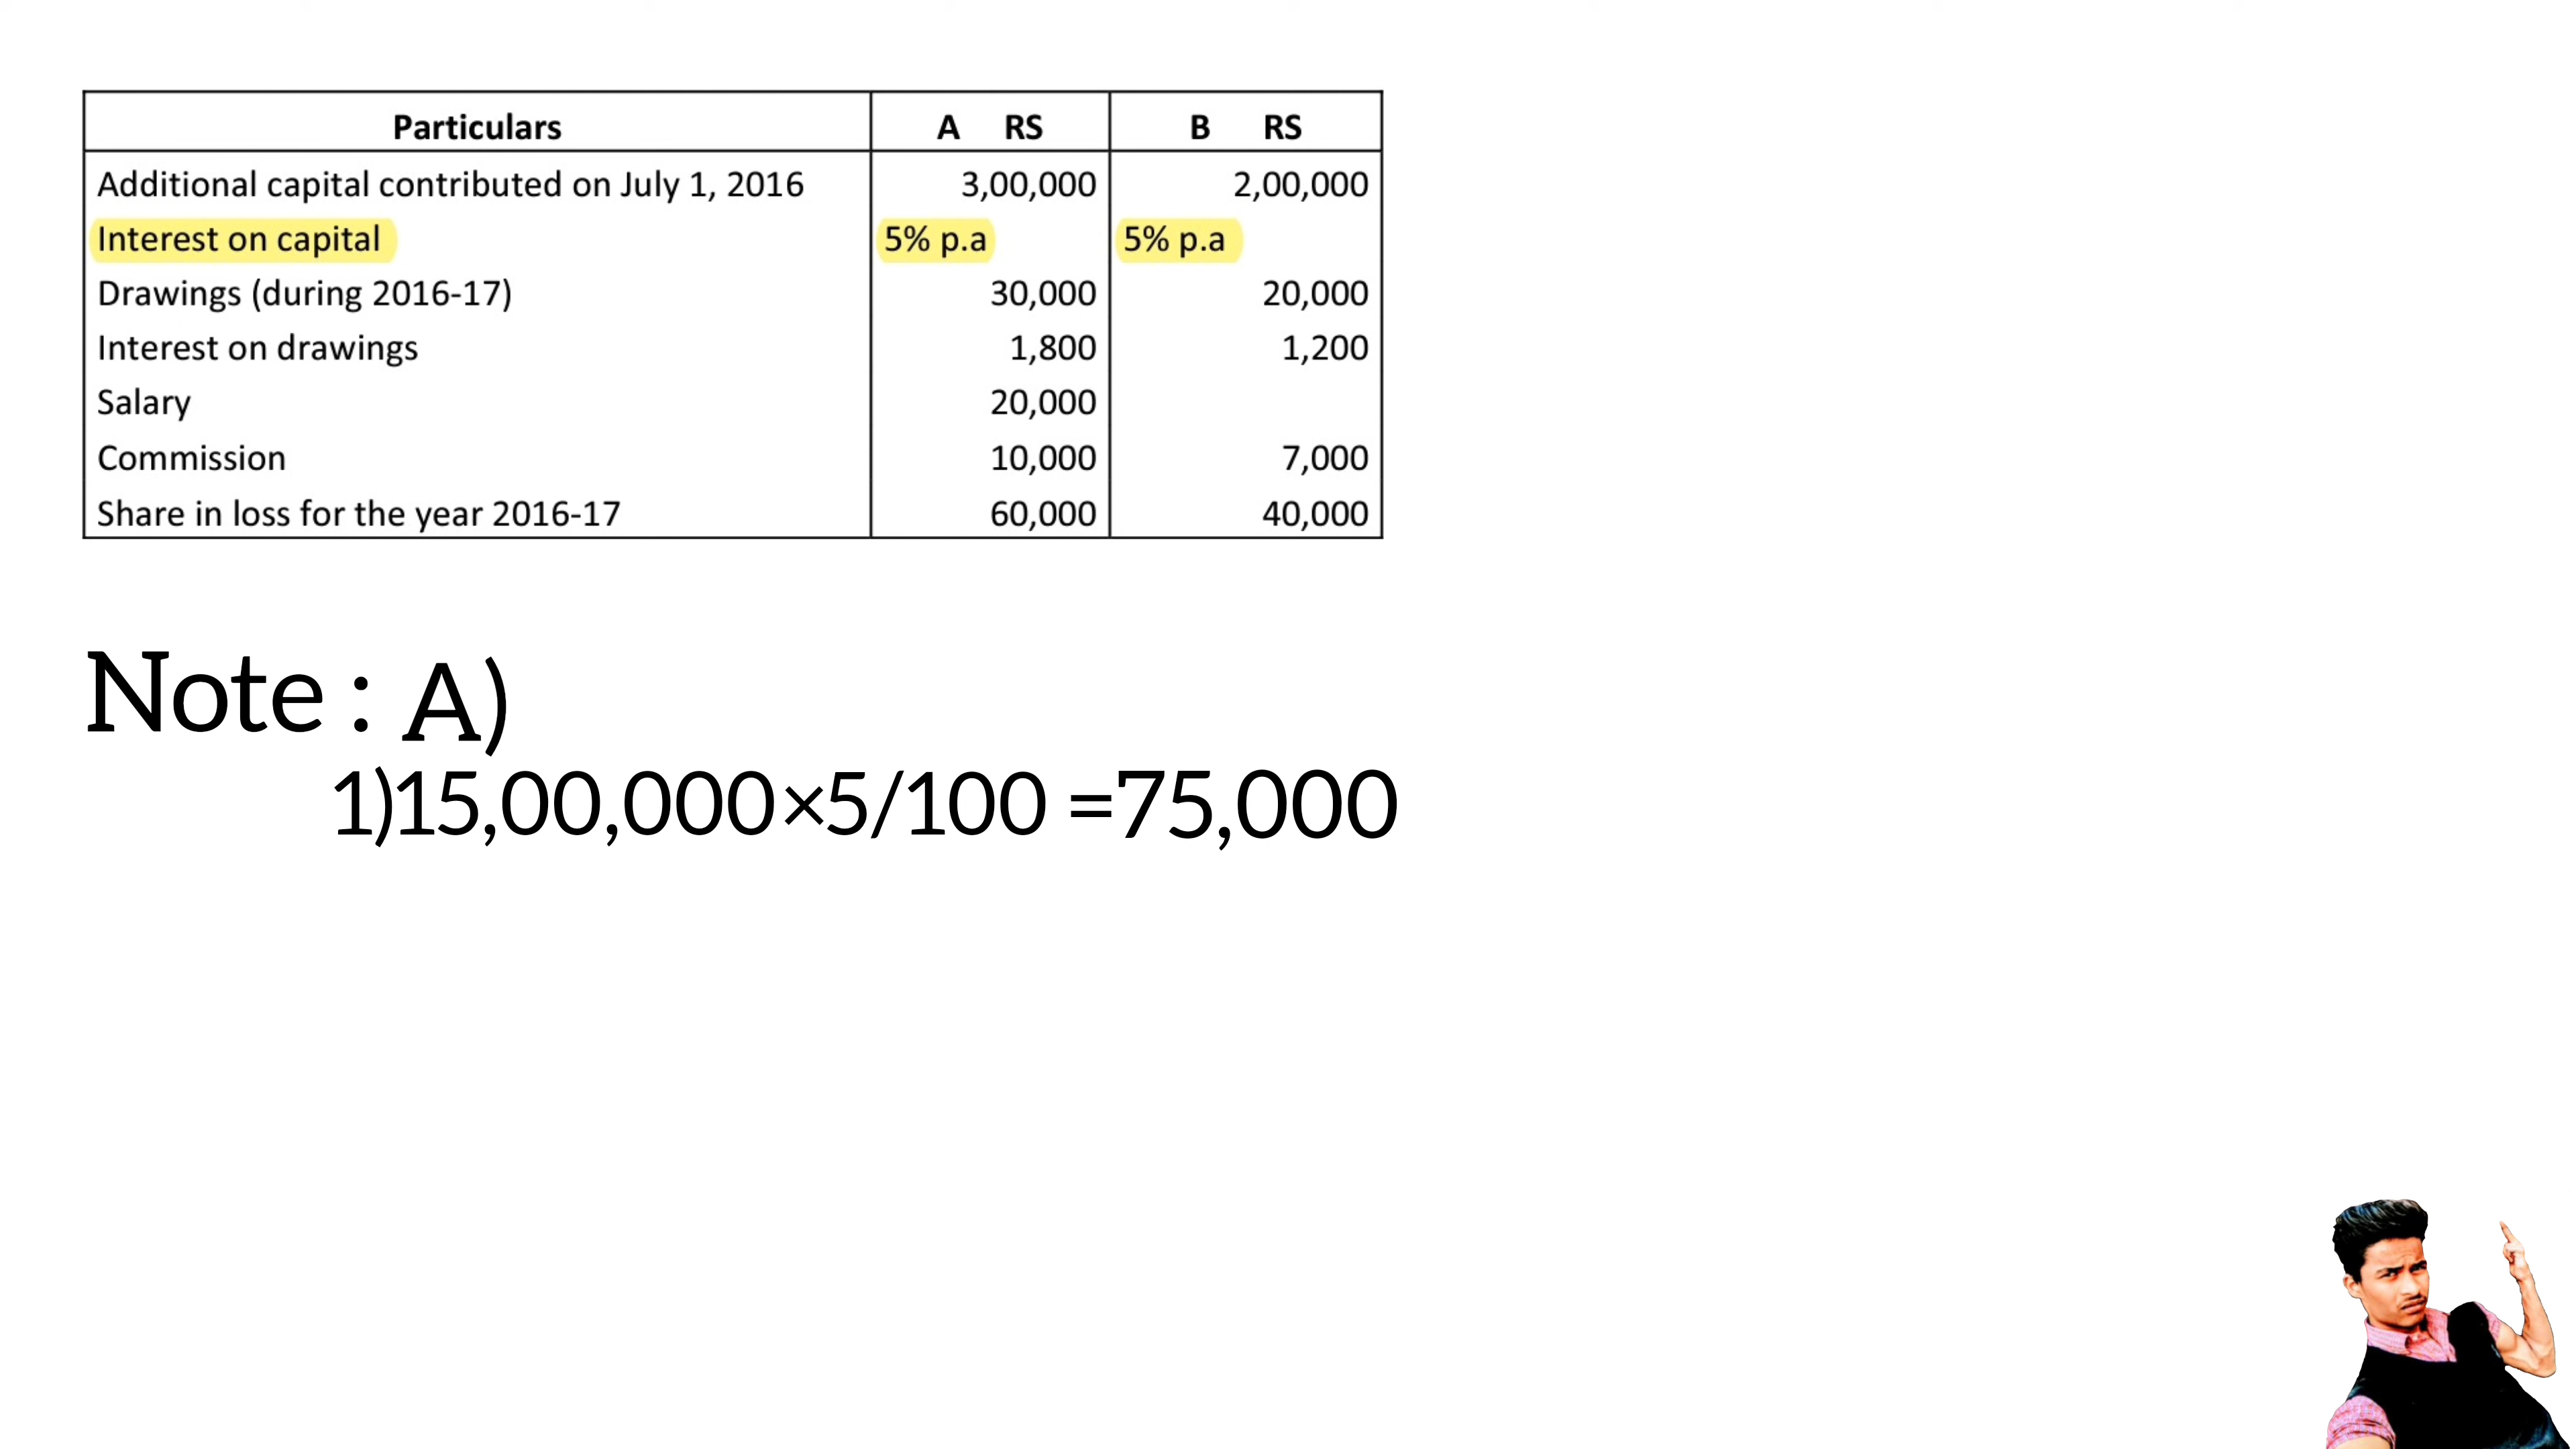 Particulars A RS B RS
Additional capital contributed on July 1, 2016 3,00,000 2,00,000
Interest on capital 5% p.a 5% p.a
Drawings (during 2016-17) 30,000 20,000
Interest on drawings 1,800 1,200
Salary 20,000
Commission 10,000 7,000
Share in loss for the year 2016-17 60,000 40,000
Note : A)
1)15,00,000×5/100 =75,000